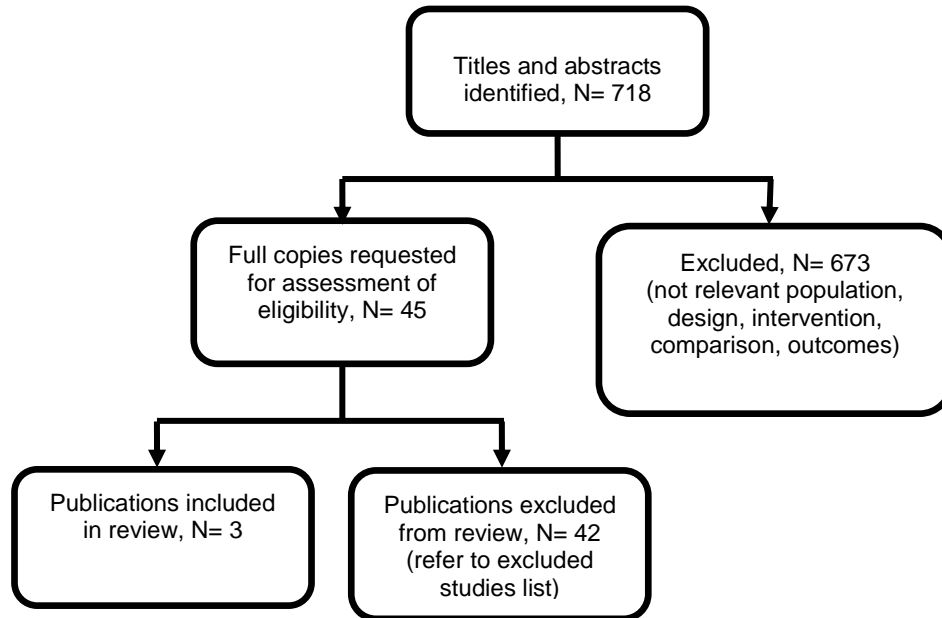 Titles and abstracts
identified, N= 718
Full copies requested
for assessment of
eligibility, N= 45
Excluded, N= 673
(not relevant population,
design, intervention,
comparison, outcomes)
Publications included
in review, N= 3
Publications excluded
from review, N= 42
(refer to excluded
studies list)